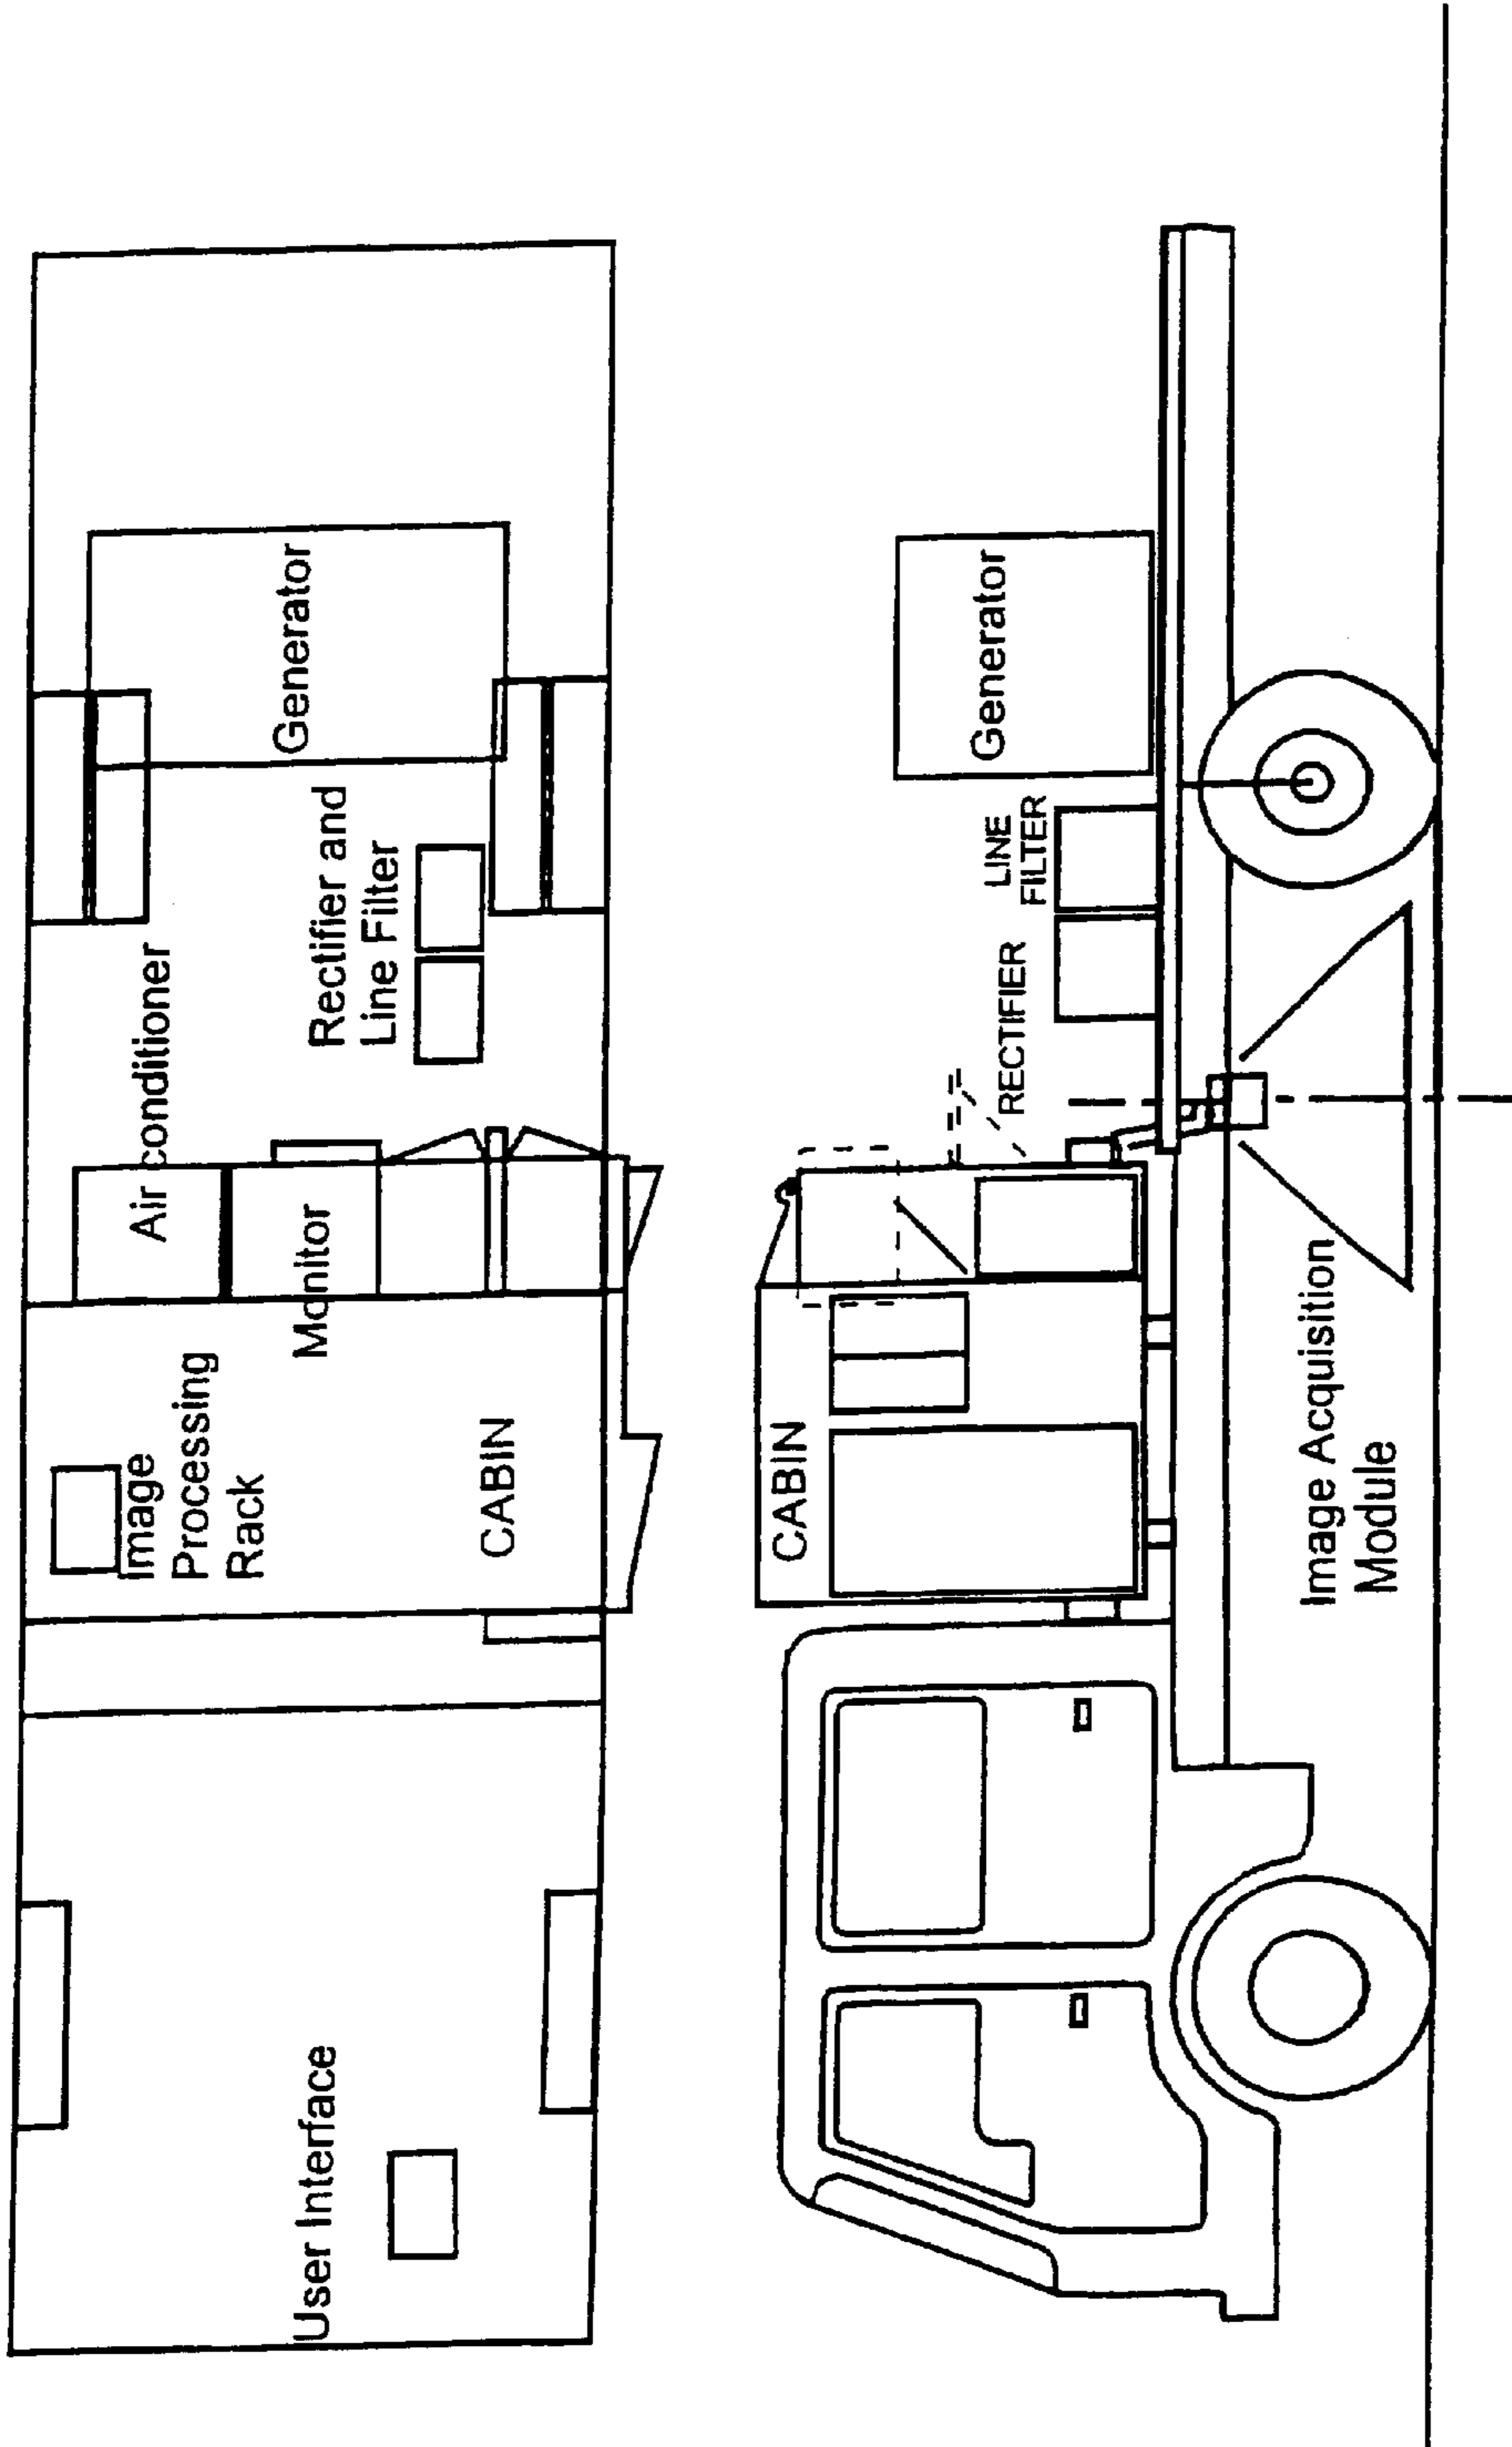 User Interface
Image
Processing
Rack
CABIN
Monitor
Air conditioner
Rectifier and
Line Filter
Generator
CABIN
RECTIFIER
LINE
FILTER
Generator
Image Acquisition
Module